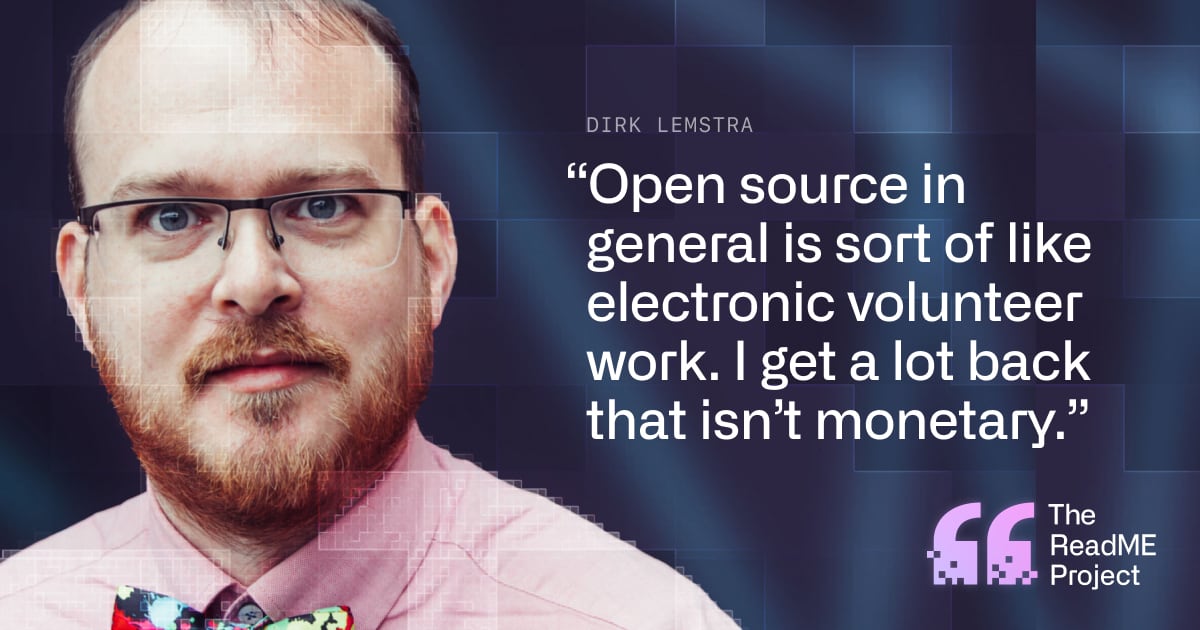 DIRK LEMSTRA
“Open source in
general is sort of like
electronic volunteer
work. I get a lot back
that isn’t monetary.”
The
ReadME
Project